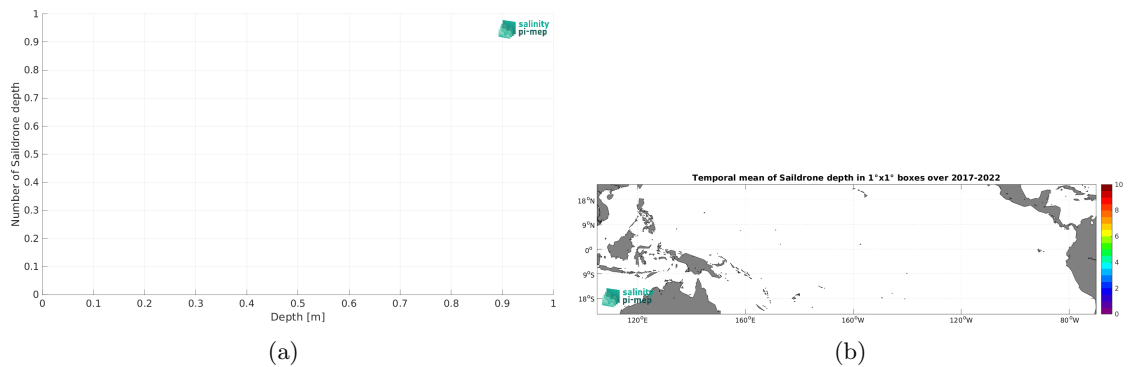 1
0.9
0.8
0.7
0.6
0.5
0.4
0.3
0.2
0.1
0
Number of Saildrone depth
salinity
pi-mep
0 0.1 0.2 0.3 0.4 0.5 0.6 0.7 0.8 0.9 1
Depth [m]
(a)
Temporal mean of Saildrone depth in 1°x1° boxes over 2017-2022
18°N
9°N
0°
9°S
18°S
salinity
pi-mep
120°E 160°E 160°W 120°W 80°W
10
8
6
4
2
0
(b)